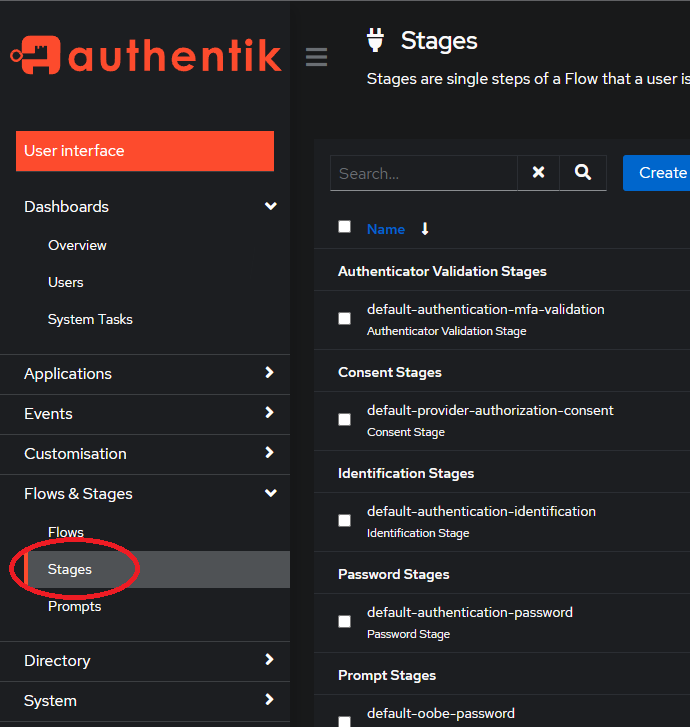 authentik
User interface
Dashboards
Overview
Users
System Tasks
Applications
Events
Customisation
Flows & Stages
Flows
Stages
Prompts
Directory
System
Stages
Stages are single steps of a Flow that a user is
Search...
Create
Name
Authenticator Validation Stages
default-authentication-mfa-validation
Authenticator Validation Stage
Consent Stages
default-provider-authorization-consent
Consent Stage
Identification Stages
default-authentication-identification
Identification Stage
Password Stages
default-authentication-password
Password Stage
Prompt Stages
default-oobe-password